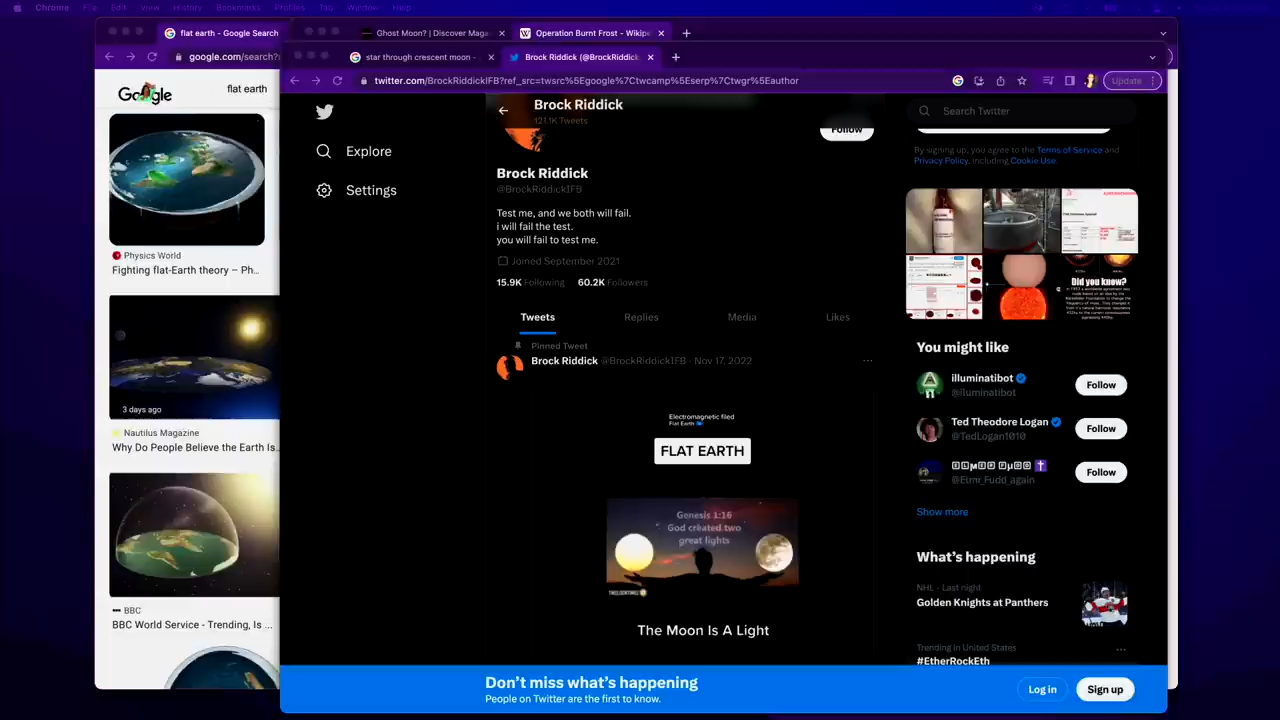 Chrome File Edit View History Bookmarks Profiles Tab Window Help
flat earth - Google Search
Ghost Moon? | Discover Maga
Operation Burnt Frost - Wikipe
star through crescent moon -
Brock Riddick (@BrockRiddick
google.com/search?
twitter.com/BrockRiddickIFB?ref_src=twsrc%5Egoogle%7Ctwcamp%5Eserp%7Ctwgr%5Eauthor
Update
Google
flat earth
Physics World
Fighting flat-Earth theory – Ph...
3 days ago
Nautilus Magazine
Why Do People Believe the Earth Is
BBC
BBC World Service - Trending, Is ...
Explore
Settings
Brock Riddick
121.1K Tweets
Follow
Brock Riddick
@BrockRiddickIFB
Test me, and we both will fail.
i will fail the test.
you will fail to test me.
Joined September 2021
15.9K Following 60.2K Followers
Tweets Replies Media Likes
Pinned Tweet
Brock Riddick @BrockRiddickIFB · Nov 17, 2022
Electromagnetic filed
Flat Earth
FLAT EARTH
Genesis 1:16
God created two
great lights
The Moon Is A Light
Search Twitter
By signing up, you agree to the Terms of Service and
Privacy Policy, including Cookie Use.
Did you know?
You might like
illuminatibot
@iluminatibot
Follow
Ted Theodore Logan
@TedLogan1010
Follow
Follow
Show more
What's happening
NHL · Last night
Golden Knights at Panthers
Trending in United States
#EtherRockEth
Don't miss what's happening
People on Twitter are the first to know.
Log in
Sign up